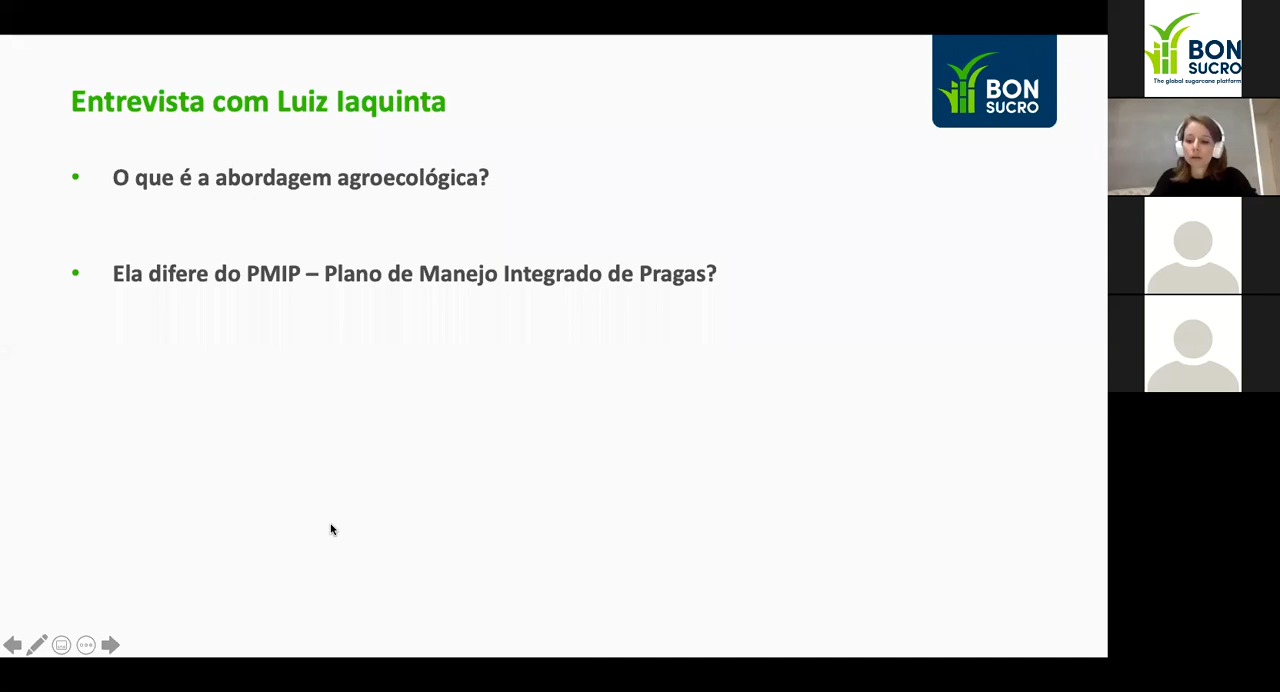 Entrevista com Luiz Iaquinta
BON
SUCRO
• O que é a abordagem agroecológica?
• Ela difere do PMIP – Plano de Manejo Integrado de Pragas?
BON
SUCRO
The global sugarcane platform